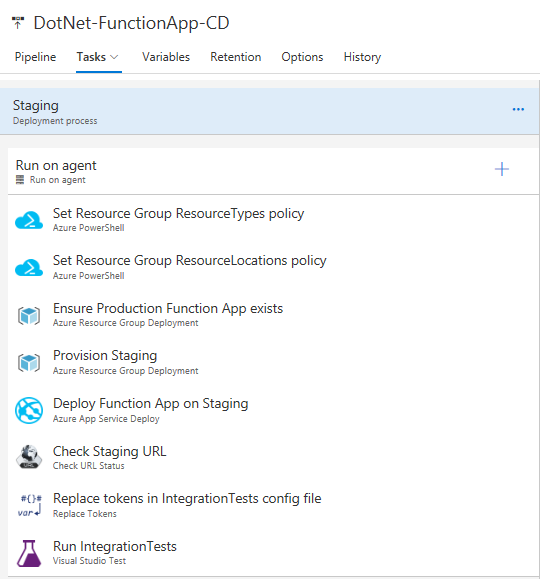 DotNet-FunctionApp-CD
Pipeline Tasks Variables Retention Options History
Staging
Deployment process
Run on agent
Run on agent
Set Resource Group ResourceTypes policy
Azure PowerShell
Set Resource Group ResourceLocations policy
Azure PowerShell
Ensure Production Function App exists
Azure Resource Group Deployment
Provision Staging
Azure Resource Group Deployment
Deploy Function App on Staging
Azure App Service Deploy
Check Staging URL
Check URL Status
#{}# Replace tokens in IntegrationTests config file
var Replace Tokens
Run IntegrationTests
Visual Studio Test